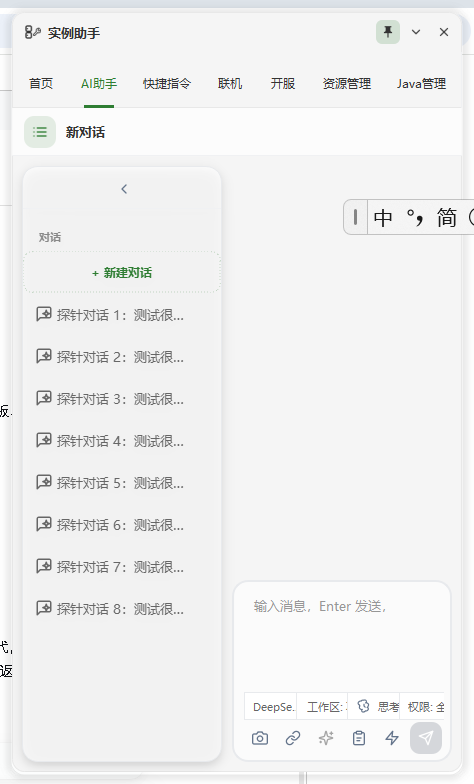 实例助手
首页 AI助手 快捷指令 联机 开服 资源管理 Java管理
新对话
中 °, 简
对话
+ 新建对话
探针对话 1：测试很...
探针对话 2：测试很...
探针对话 3：测试很...
探针对话 4：测试很...
探针对话 5：测试很...
探针对话 6：测试很...
探针对话 7：测试很...
探针对话 8：测试很...
板
输入消息，Enter 发送，
代，
返
DeepSe.. 工作区: 思考 权限: 全